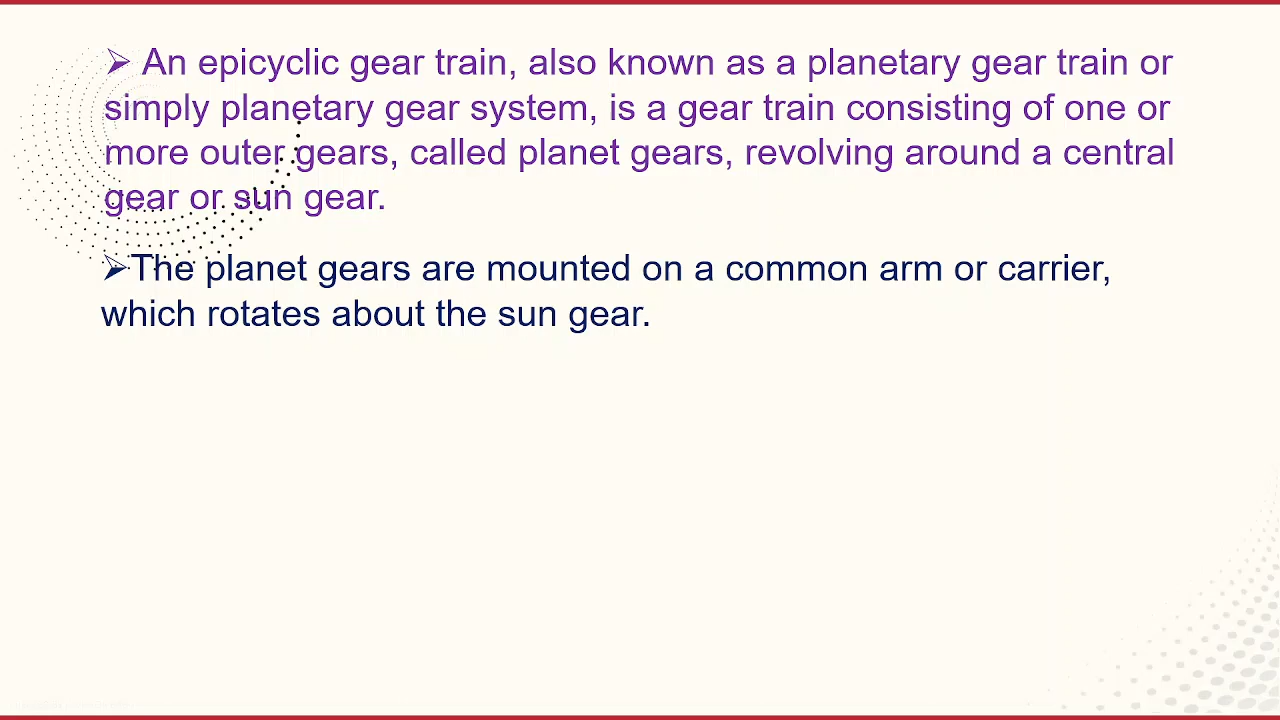 ➢ An epicyclic gear train, also known as a planetary gear train or
simply planetary gear system, is a gear train consisting of one or
more outer gears, called planet gears, revolving around a central
gear or sun gear.
➢The planet gears are mounted on a common arm or carrier,
which rotates about the sun gear.